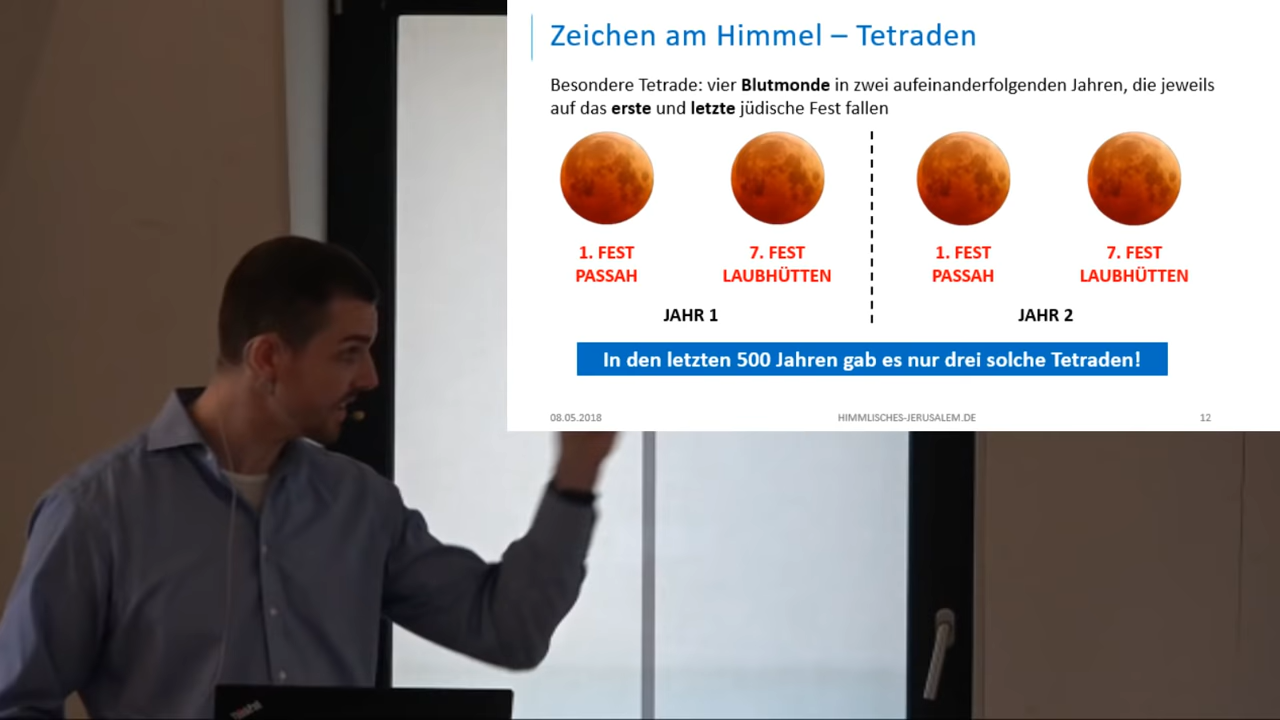 Zeichen am Himmel – Tetraden
Besondere Tetrade: vier Blutmonde in zwei aufeinanderfolgenden Jahren, die jeweils
auf das erste und letzte jüdische Fest fallen
1. FEST
PASSAH
7. FEST
LAUBHÜTTEN
1. FEST
PASSAH
7. FEST
LAUBHÜTTEN
JAHR 1
JAHR 2
In den letzten 500 Jahren gab es nur drei solche Tetraden!
08.05.2018
HIMMLISCHES-JERUSALEM.DE
12